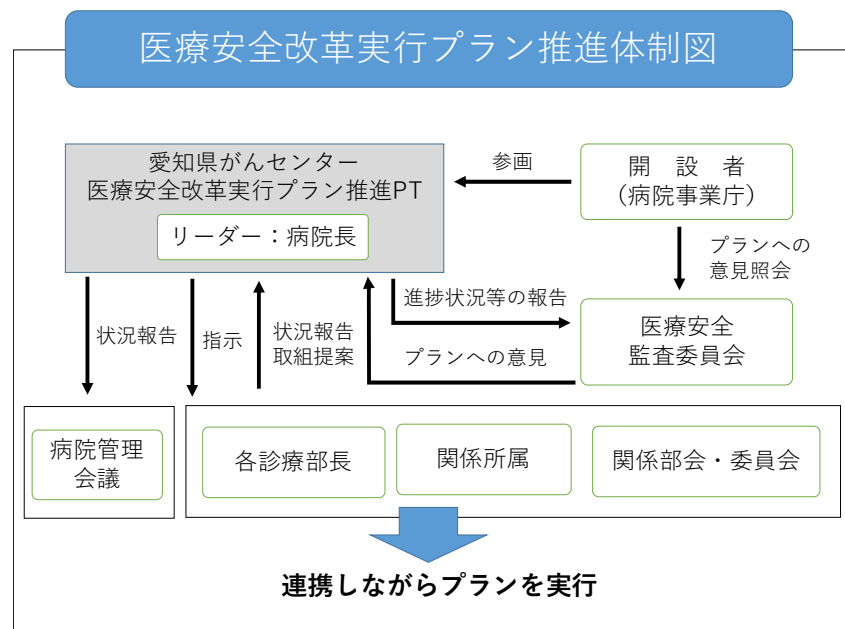 医療安全改革実行プラン推進体制図
愛知県がんセンター
医療安全改革実行プラン推進PT
リーダー：病院長
参画
開　設　者
（病院事業庁）
プランへの
意見照会
進捗状況等の報告
医療安全
監査委員会
プランへの意見
状況報告
指示
状況報告
取組提案
病院管理
会議
各診療部長
関係所属
関係部会・委員会
連携しながらプランを実行